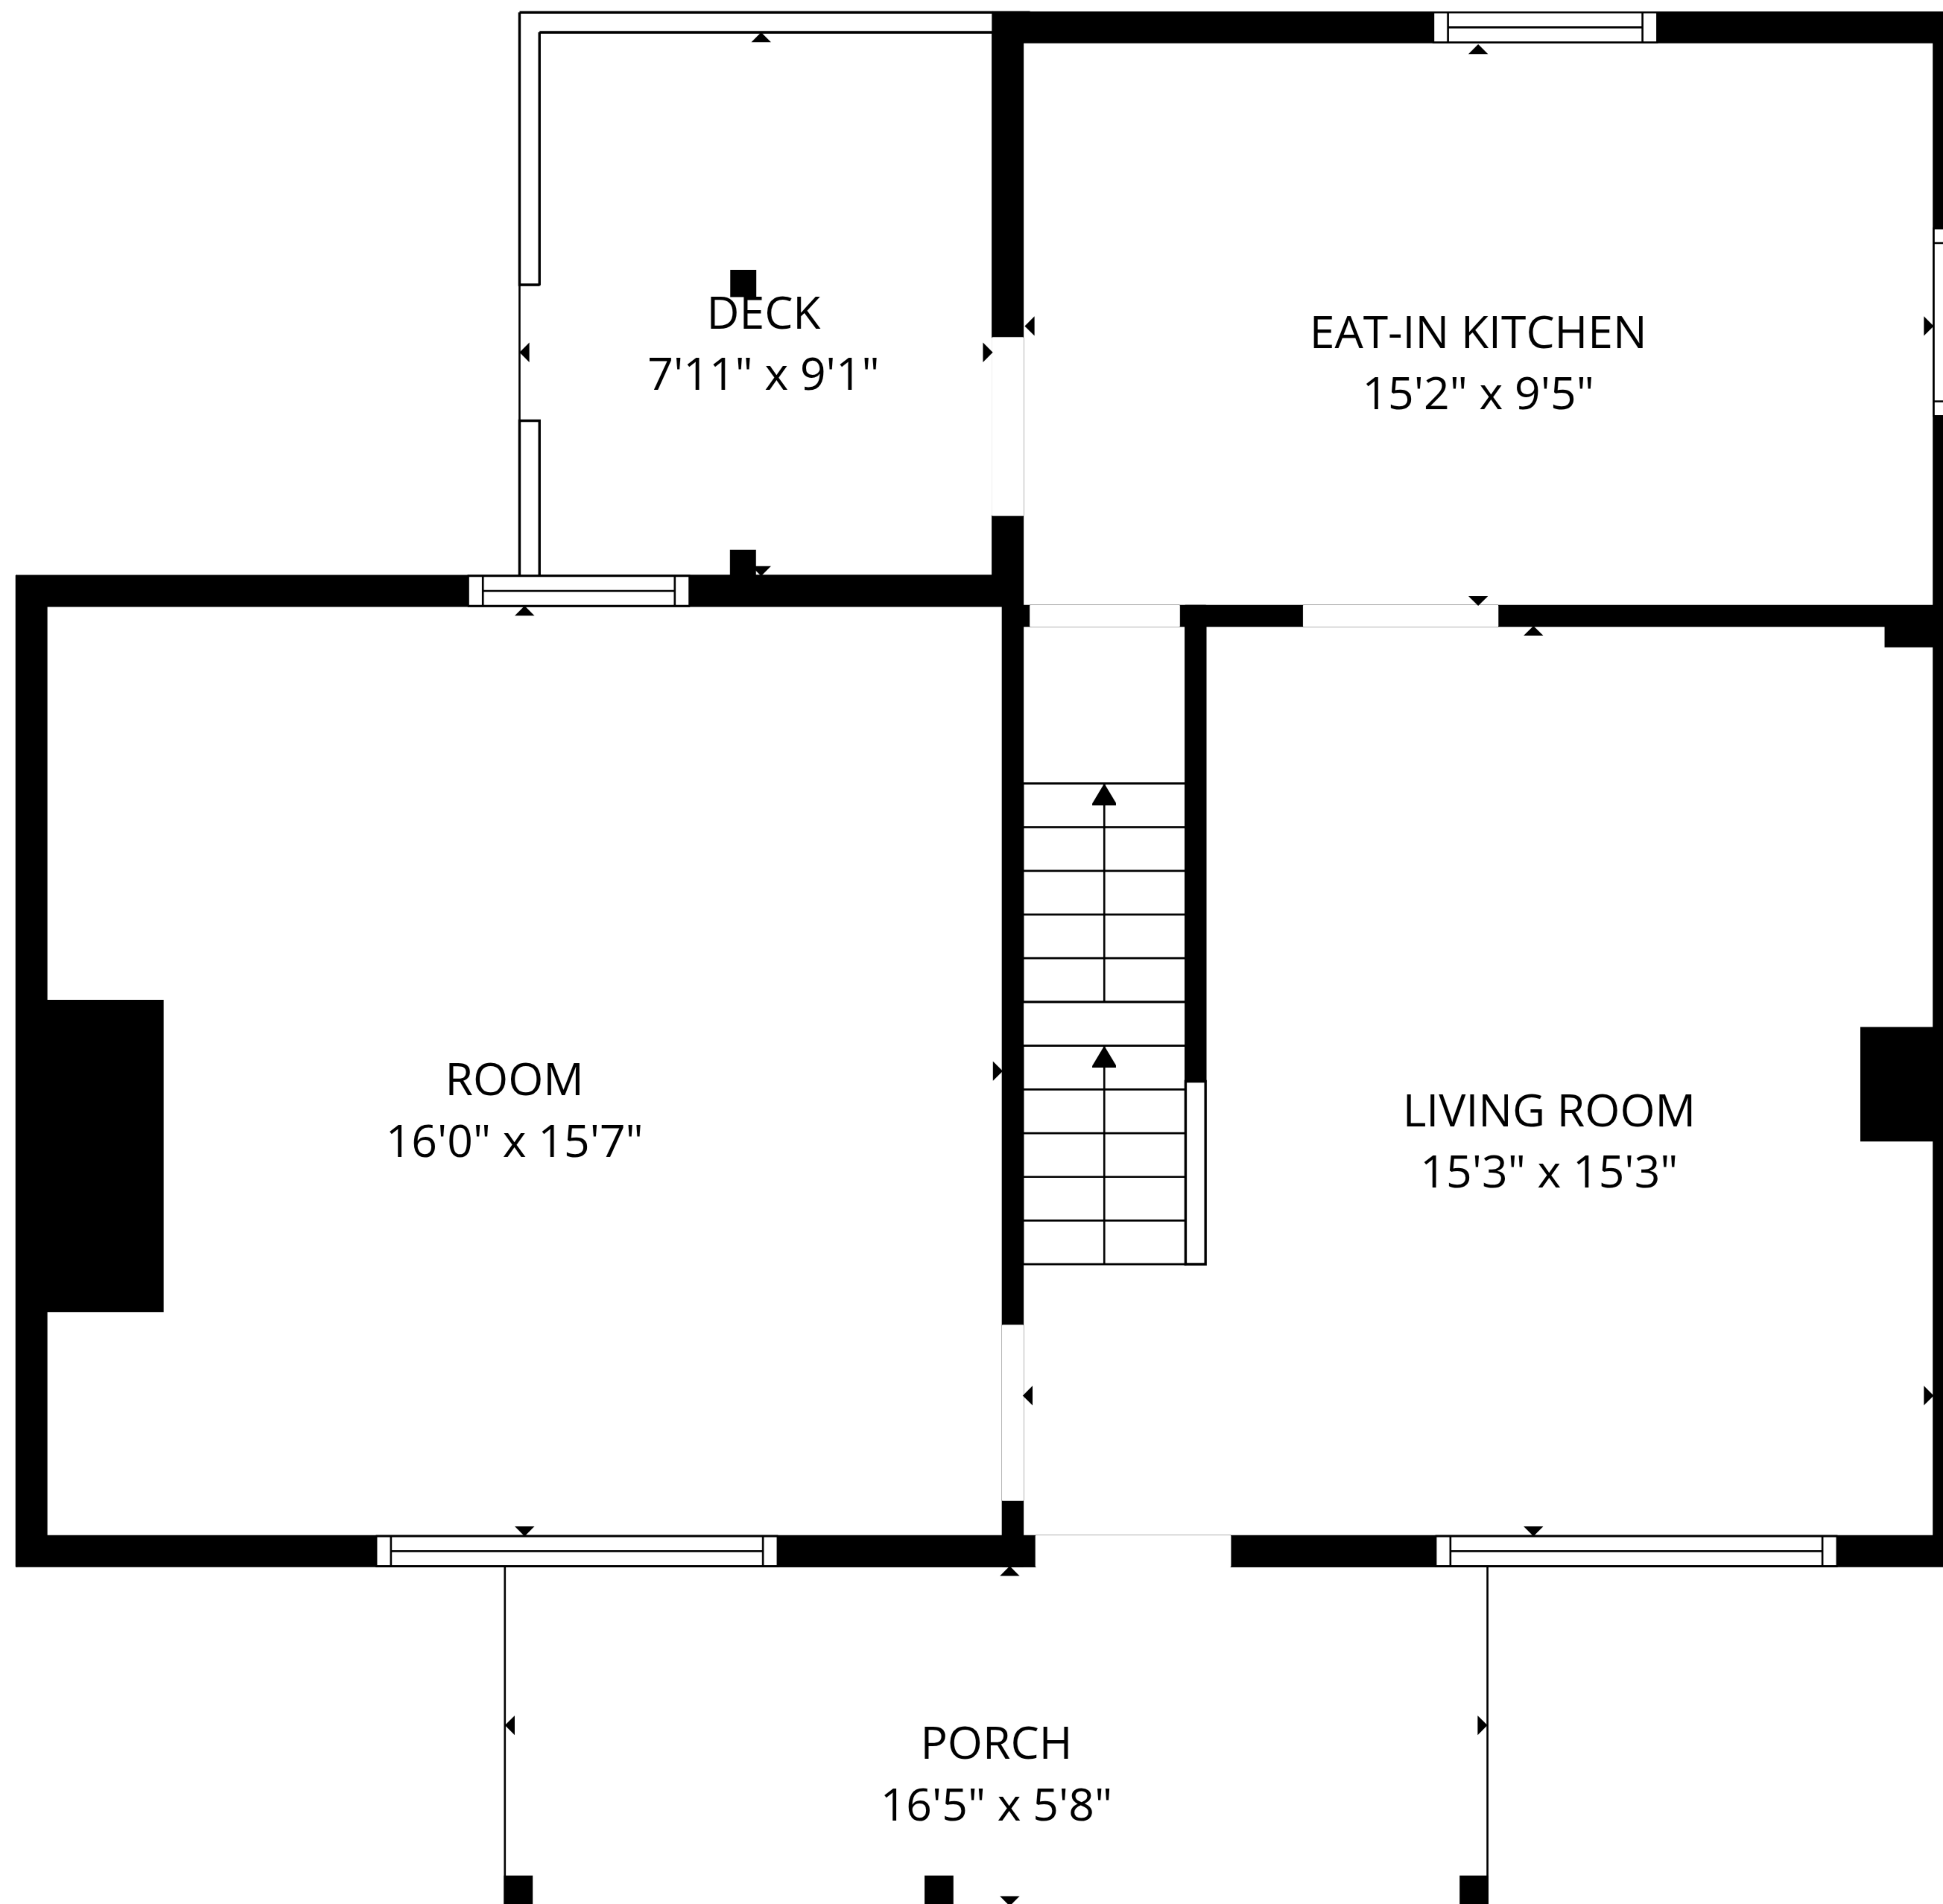 DECK
7'11" x 9'1"
EAT-IN KITCHEN
15'2" x 9'5"
ROOM
16'0" x 15'7"
LIVING ROOM
15'3" x 15'3"
PORCH
16'5" x 5'8"